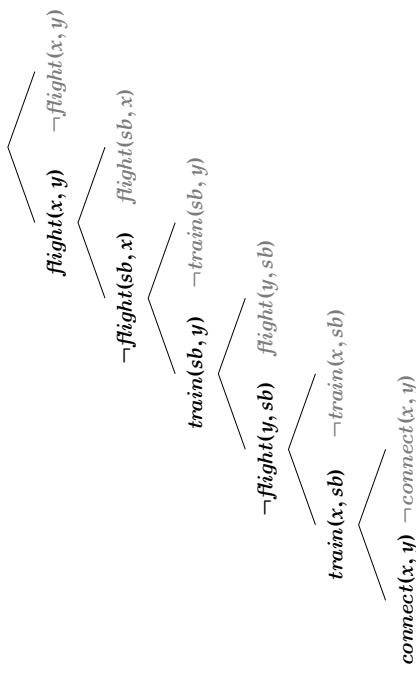 flight(x, y) ¬flight(x, y)
¬flight(sb, x) flight(sb, x)
train(sb, y) ¬train(sb, y)
¬flight(y, sb) flight(y, sb)
train(x, sb) ¬train(x, sb)
connect(x, y) ¬connect(x, y)